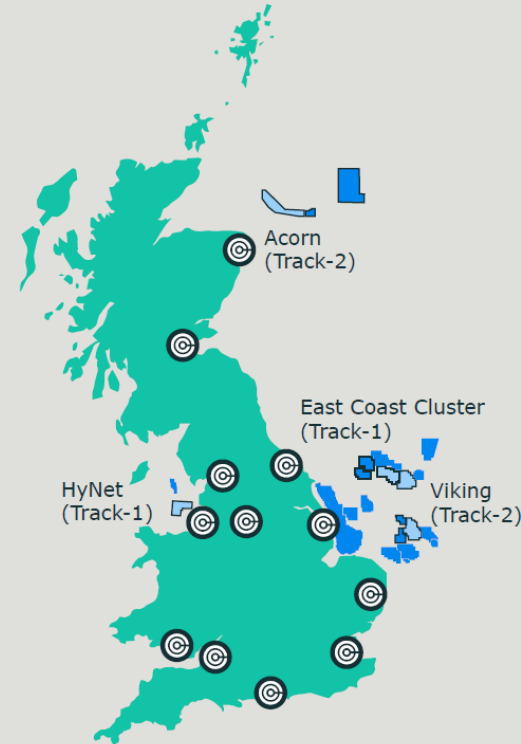 Acorn
(Track-2)
East Coast Cluster
(Track-1)
HyNet
(Track-1)
Viking
(Track-2)